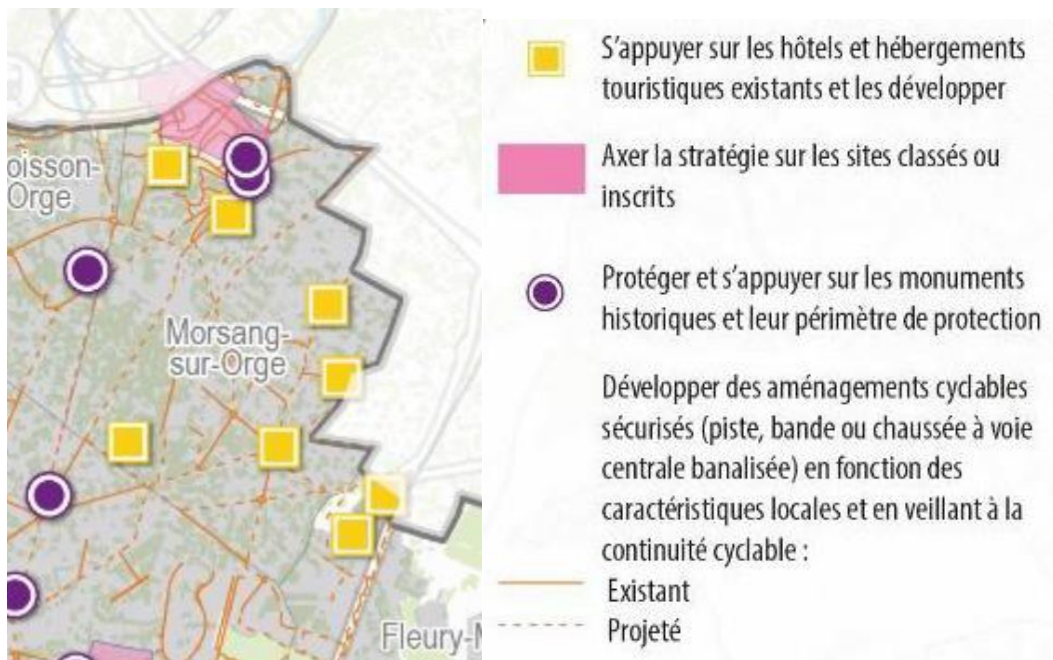 oisson-
Orge
Morsang-
sur-Orge
Fleury-M
S'appuyer sur les hôtels et hébergements
touristiques existants et les développer
Axer la stratégie sur les sites classés ou
inscrits
Protéger et s'appuyer sur les monuments
historiques et leur périmètre de protection
Développer des aménagements cyclables
sécurisés (piste, bande ou chaussée à voie
centrale banalisée) en fonction des
caractéristiques locales et en veillant à la
continuité cyclable :
Existant
Projeté